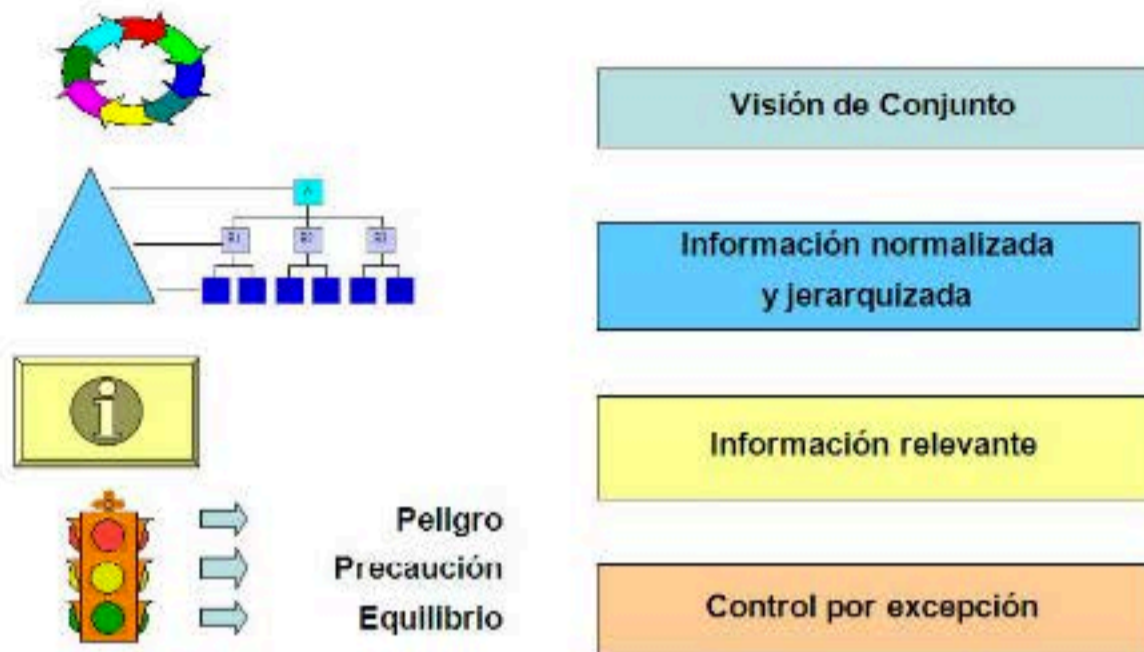 Visión de Conjunto
A
Información normalizada
y jerarquizada
i
Información relevante
Peligro
Precaución
Equilibrio
Control por excepción